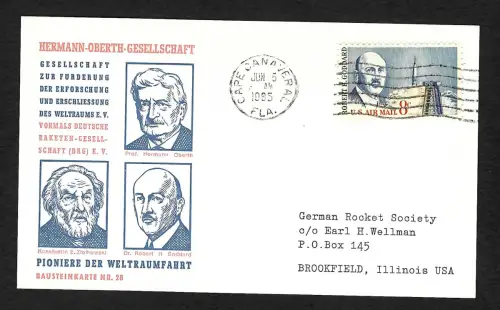 HERMANN-OBERTH-GESELLSCHAFT
GESELLSCHAFT
ZUR FÖRDERUNG
DER ERFORSCHUNG
UND ERSCHLIESSUNG
DES WELTRAUMS E.V.
VORMALS DEUTSCHE
RAKETEN-GESELL-
SCHAFT (DRG) E.V.
Prof. Hermann Oberth
Konstantin E. Ziolkowski
Dr. Robert H. Goddard
PIONIERE DER WELTRAUMFAHRT
BAUSTEINKARTE NR. 28
CAPE CANAVERAL
JUN 5
AM
1965
FLA.
ROBERT H. GODDARD
U.S. AIR MAIL 8¢
German Rocket Society
c/o Earl H.Wellman
P.O.Box 145
BROOKFIELD, Illinois USA